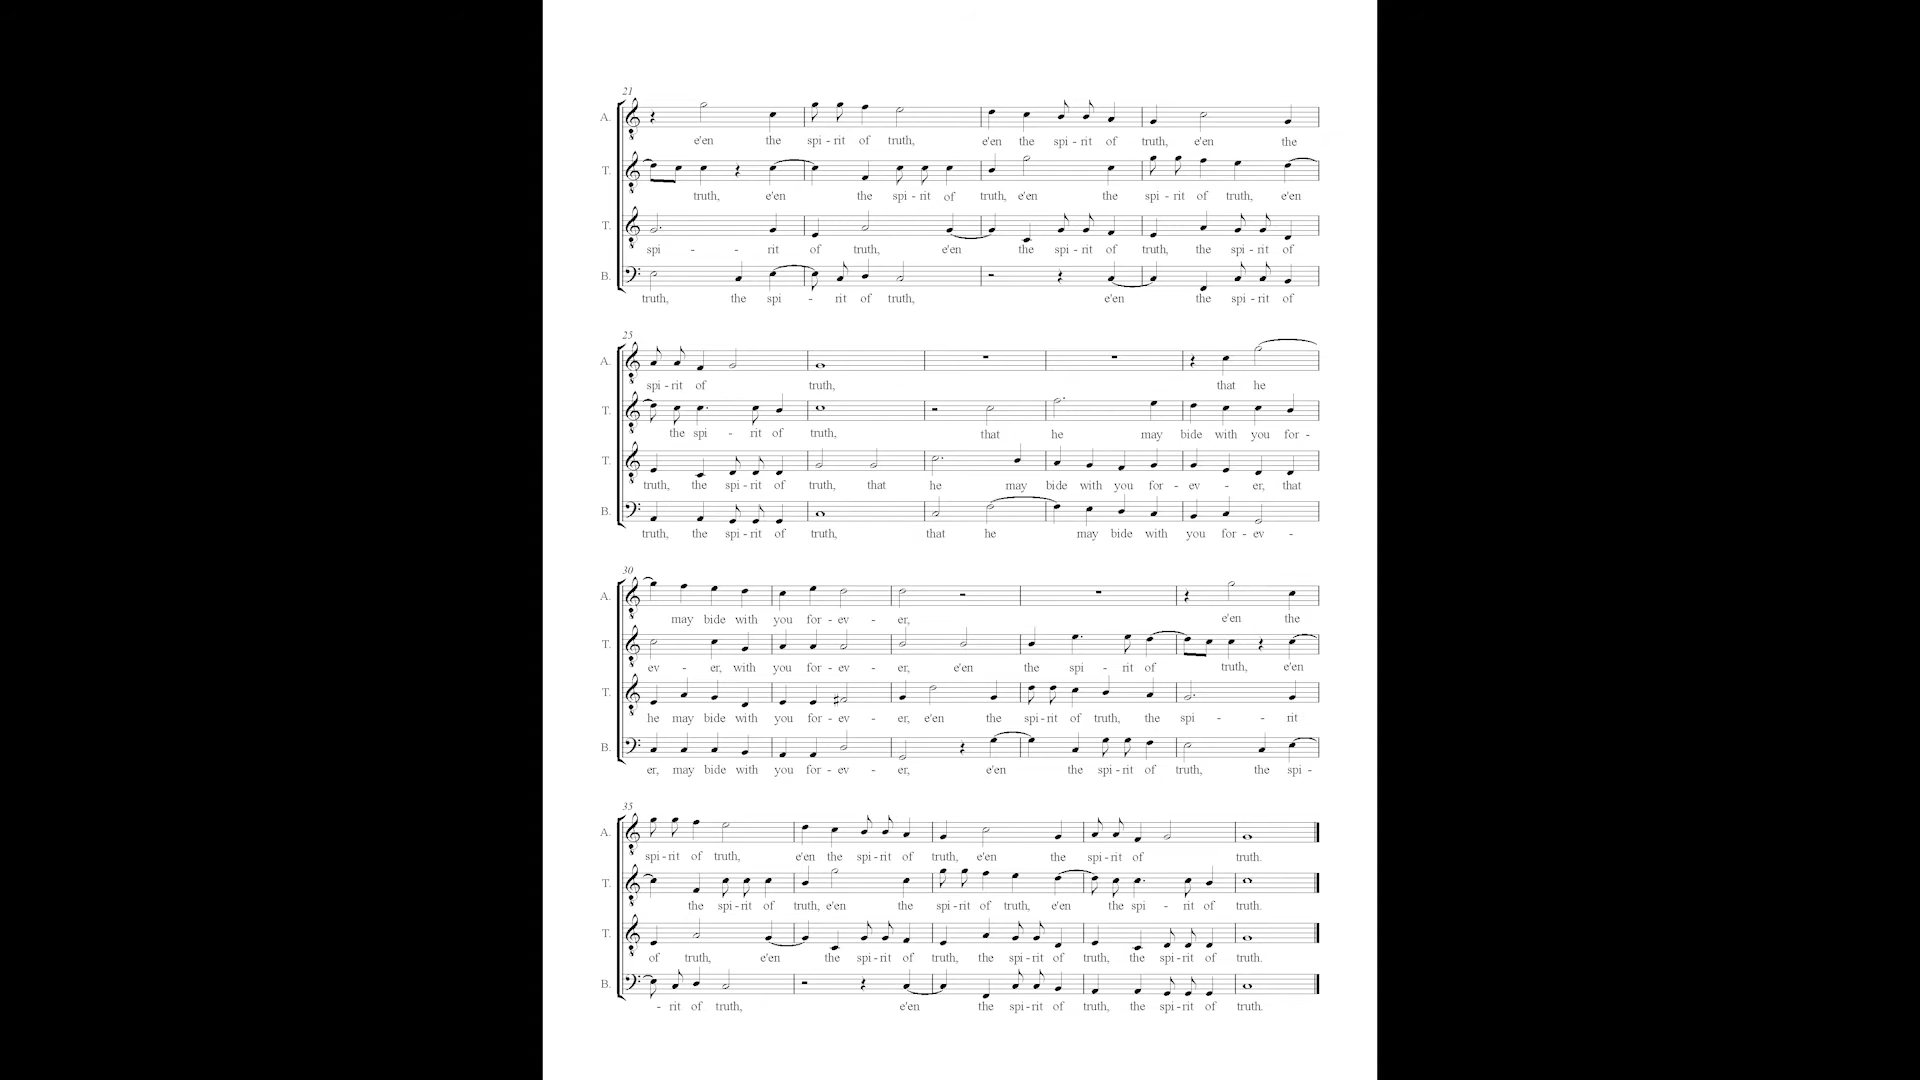 21
A.
e'en the spi - rit of truth, e'en the spi - rit of truth, e'en the
T.
truth, e'en the spi - rit of truth, e'en the spi - rit of truth, e'en
T.
spi - - rit of truth, e'en the spi - rit of truth, the spi - rit of
B.
truth, the spi - rit of truth, e'en the spi - rit of
25
A.
spi - rit of truth, that he
T.
the spi - rit of truth, that he may bide with you for -
T.
truth, the spi - rit of truth, that he may bide with you for - ev - er, that
B.
truth, the spi - rit of truth, that he may bide with you for - ev -
30
A.
may bide with you for - ev - er, e'en the
T.
ev - er, with you for - ev - er, e'en the spi - rit of truth, e'en
T.
he may bide with you for - ev - er, e'en the spi - rit of truth, the spi - - rit
B.
er, may bide with you for - ev - er, e'en the spi - rit of truth, the spi -
35
A.
spi - rit of truth, e'en the spi - rit of truth, e'en the spi - rit of truth.
T.
the spi - rit of truth, e'en the spi - rit of truth, e'en the spi - rit of truth.
T.
of truth, e'en the spi - rit of truth, the spi - rit of truth, the spi - rit of truth.
B.
- rit of truth, e'en the spi - rit of truth, the spi - rit of truth.